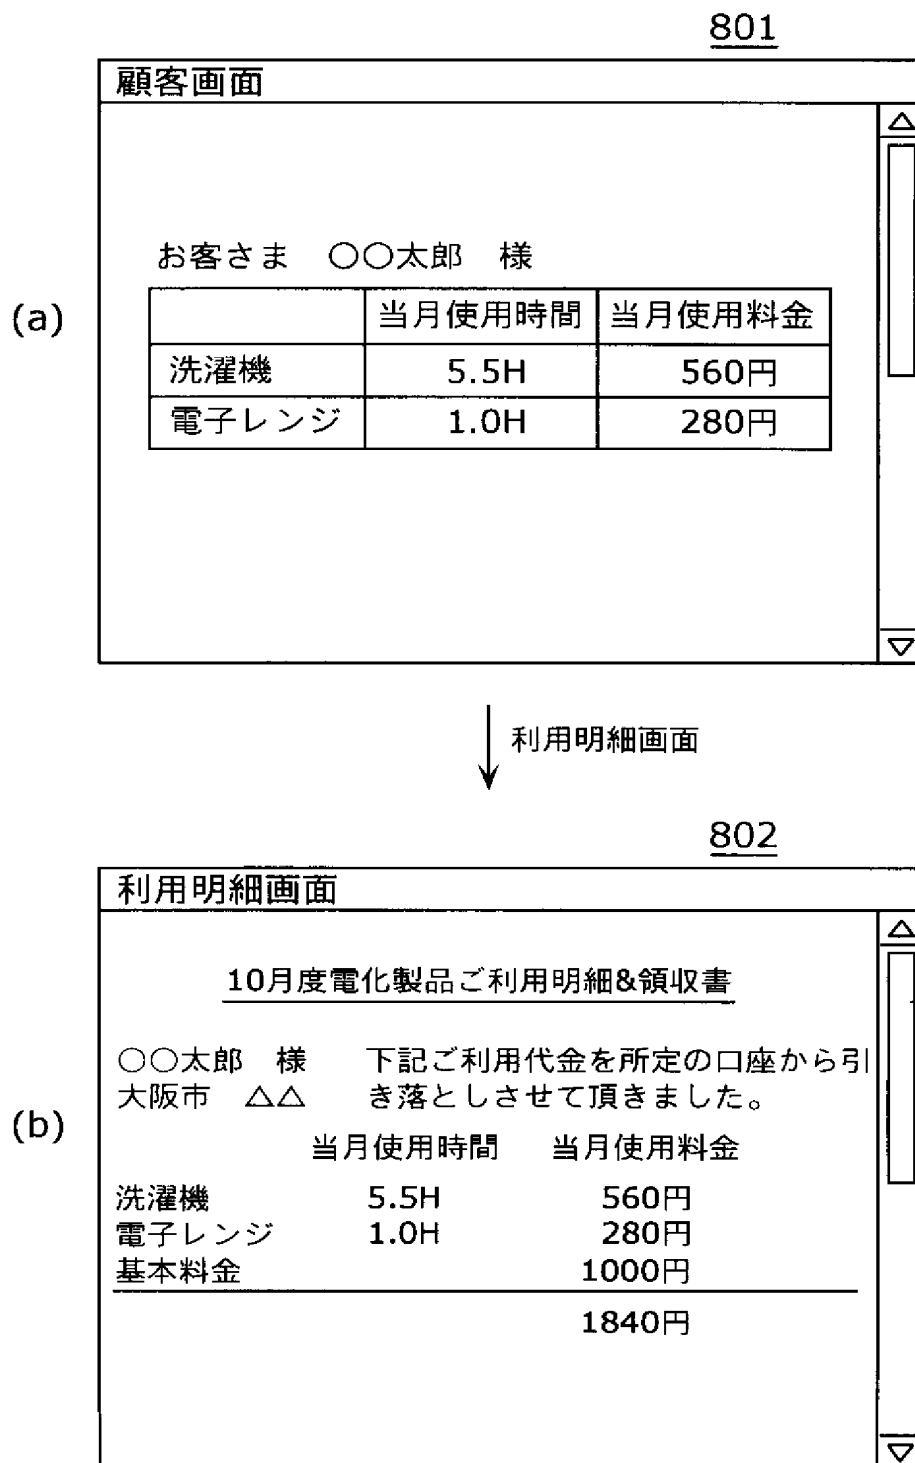 801
顧客画面
お客さま ○○太郎 様
(a)
当月使用時間 当月使用料金
洗濯機 5.5H 560円
電子レンジ 1.0H 280円
利用明細画面
802
利用明細画面
10月度電化製品ご利用明細&領収書
○○太郎 様 下記ご利用代金を所定の口座から引
大阪市 △△ き落としさせて頂きました。
(b)
当月使用時間 当月使用料金
洗濯機 5.5H 560円
電子レンジ 1.0H 280円
基本料金 1000円
1840円